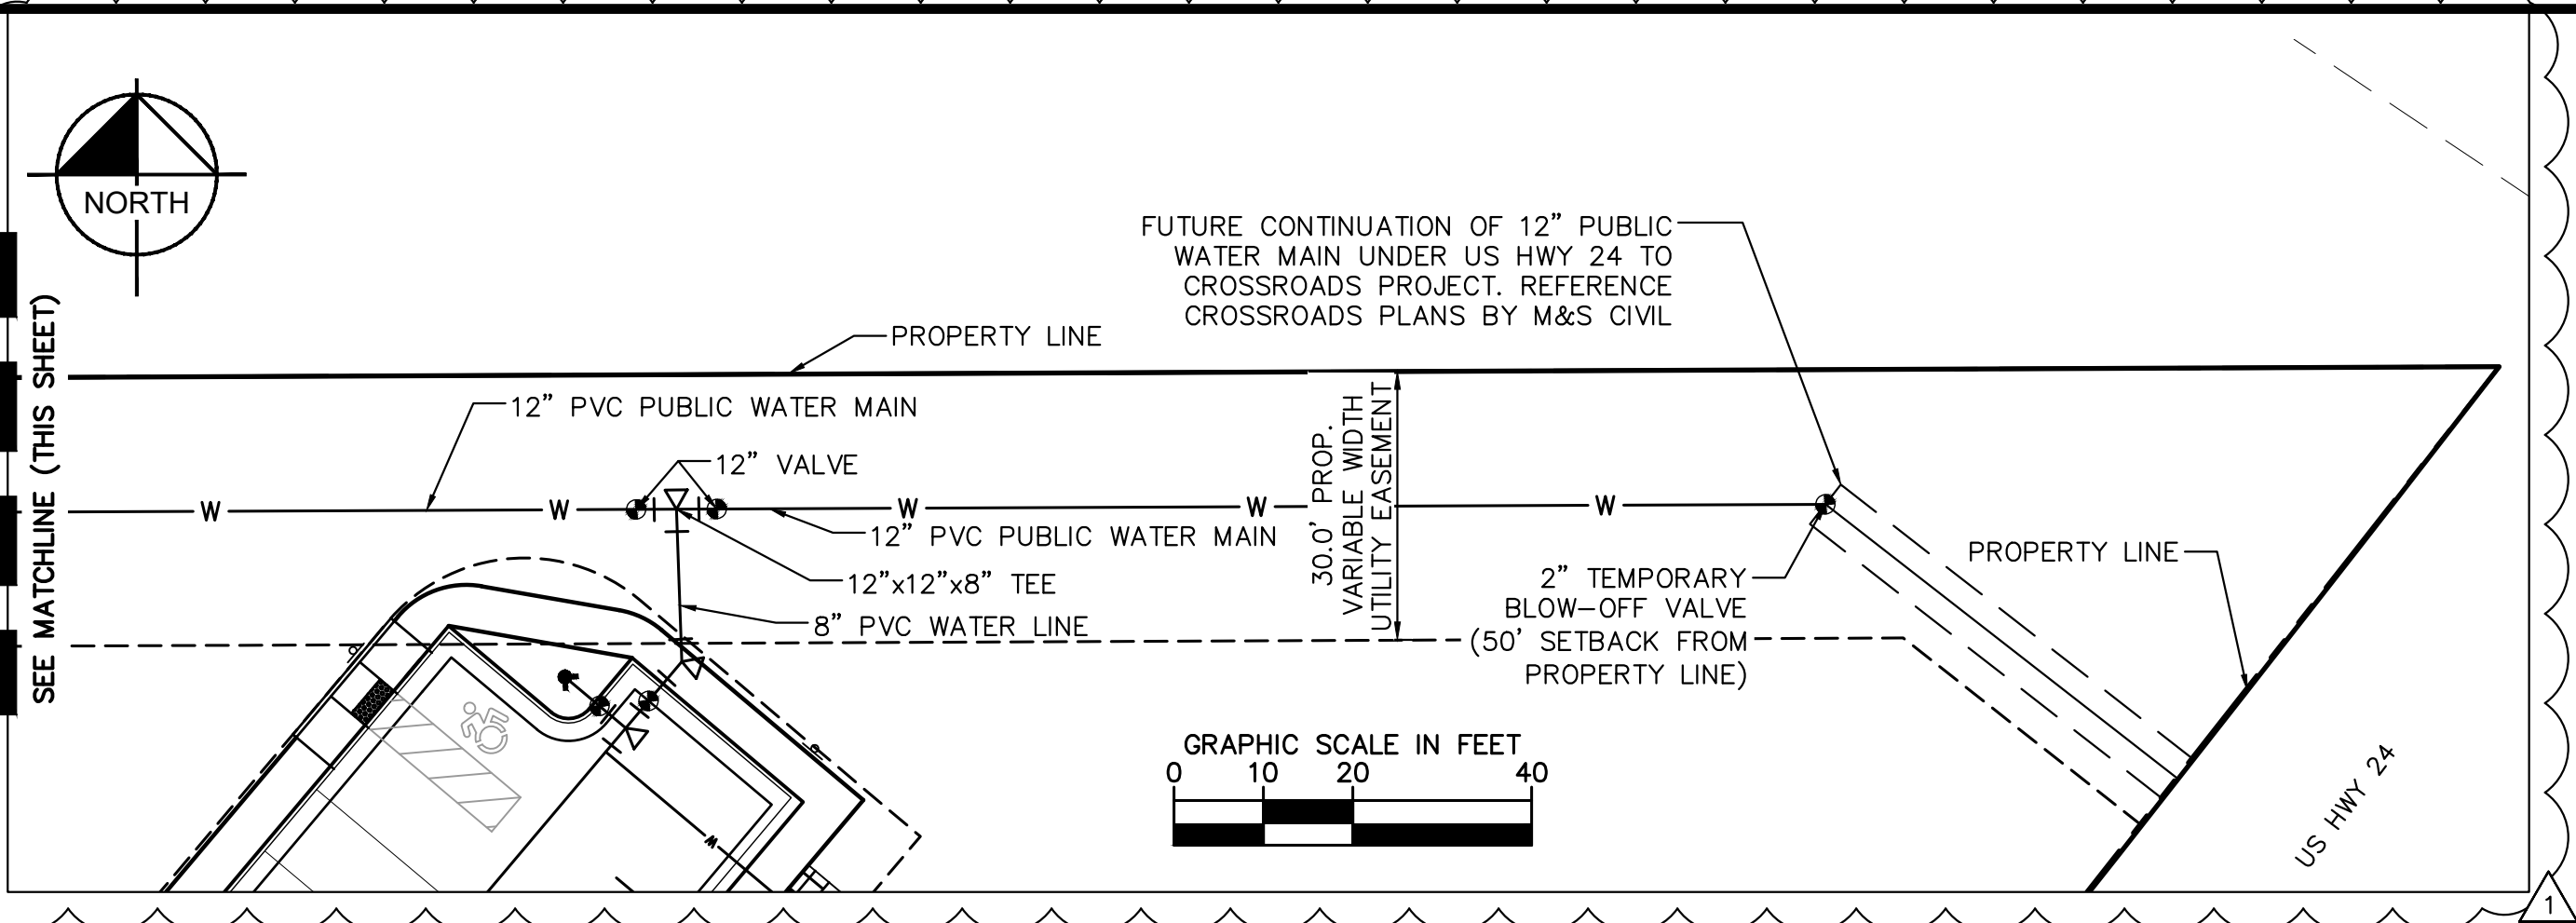 NORTH
SEE MATCHLINE (THIS SHEET)
FUTURE CONTINUATION OF 12" PUBLIC
WATER MAIN UNDER US HWY 24 TO
CROSSROADS PROJECT. REFERENCE
CROSSROADS PLANS BY M&S CIVIL
PROPERTY LINE
12" PVC PUBLIC WATER MAIN
12" VALVE
W
W
W
W
W
12" PVC PUBLIC WATER MAIN
12"x12"x8" TEE
8" PVC WATER LINE
30.0' PROP.
VARIABLE WIDTH
UTILITY EASEMENT
2" TEMPORARY
BLOW-OFF VALVE
(50' SETBACK FROM
PROPERTY LINE)
PROPERTY LINE
GRAPHIC SCALE IN FEET
0 10 20 40
W
US HWY 24
1